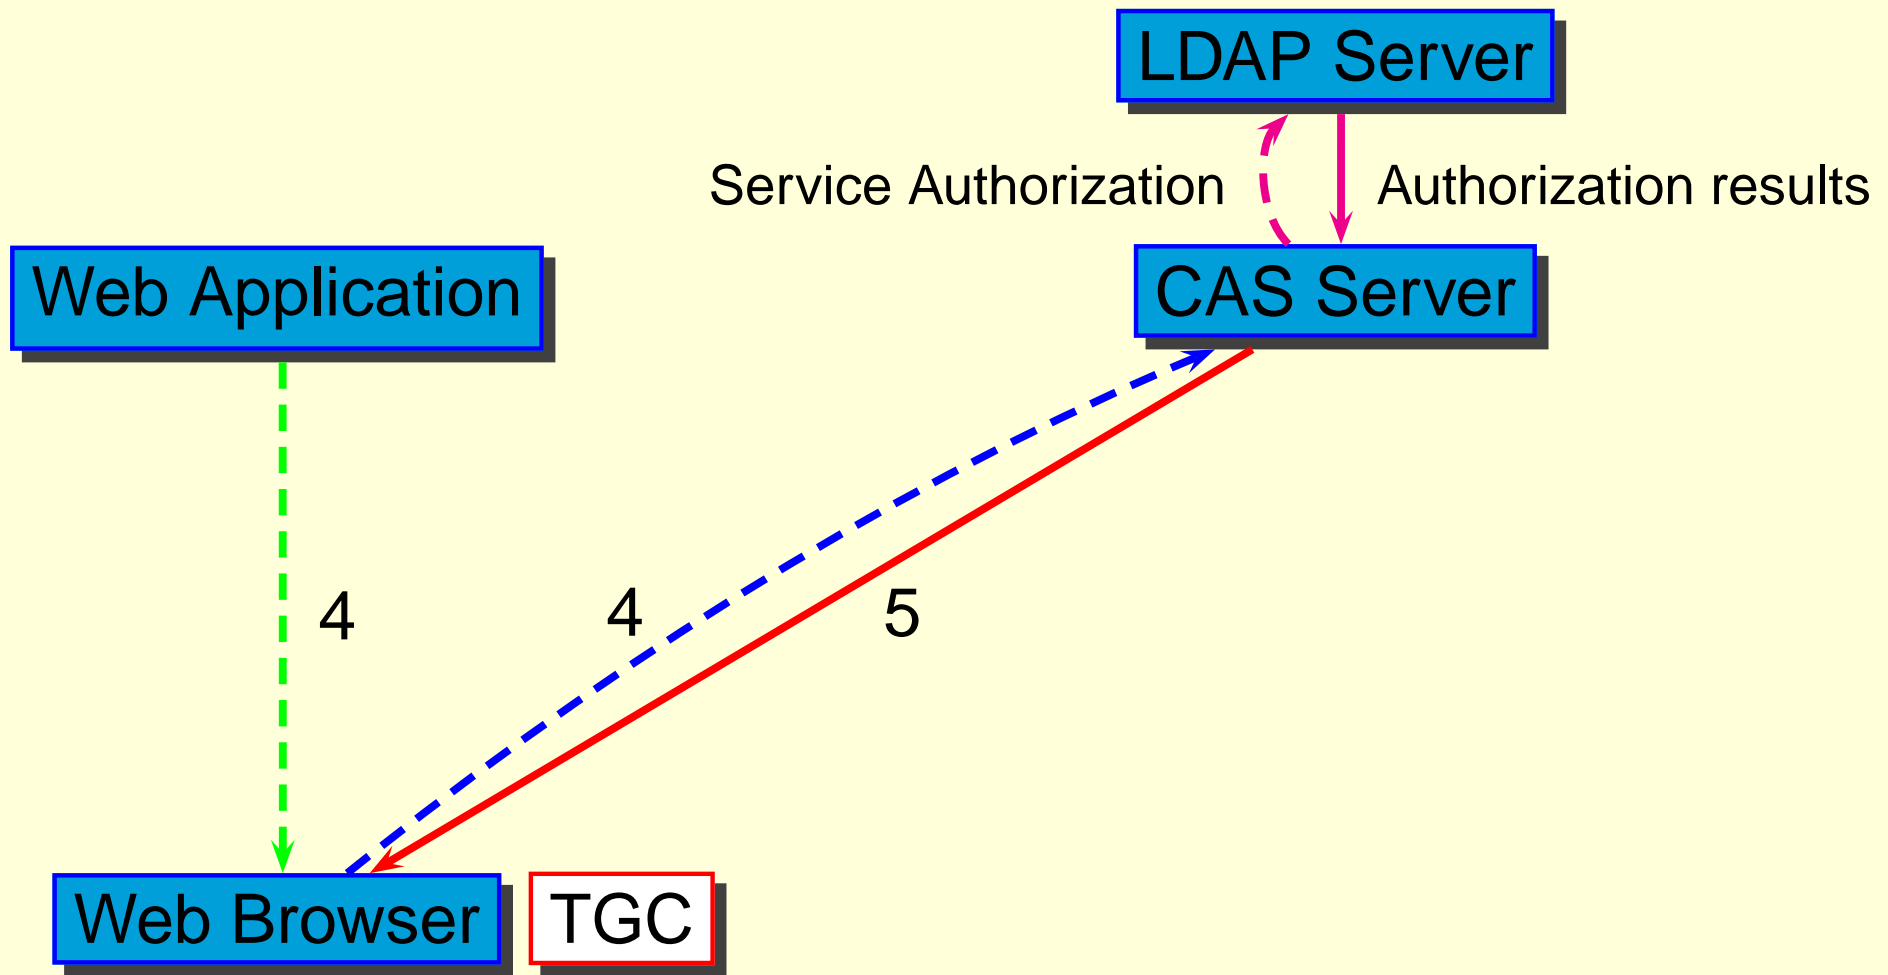 LDAP Server
Service Authorization
Authorization results
Web Application
CAS Server
4
4
5
Web Browser
TGC